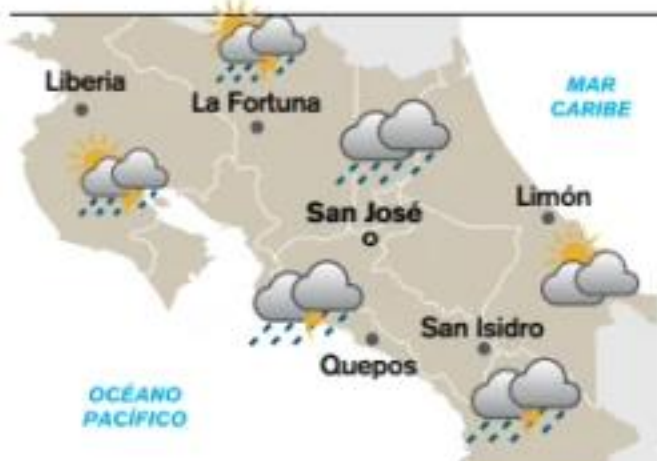 Liberia
La Fortuna
MAR
CARIBE
San José
Limón
San Isidro
Quepos
OCÉANO
PACÍFICO